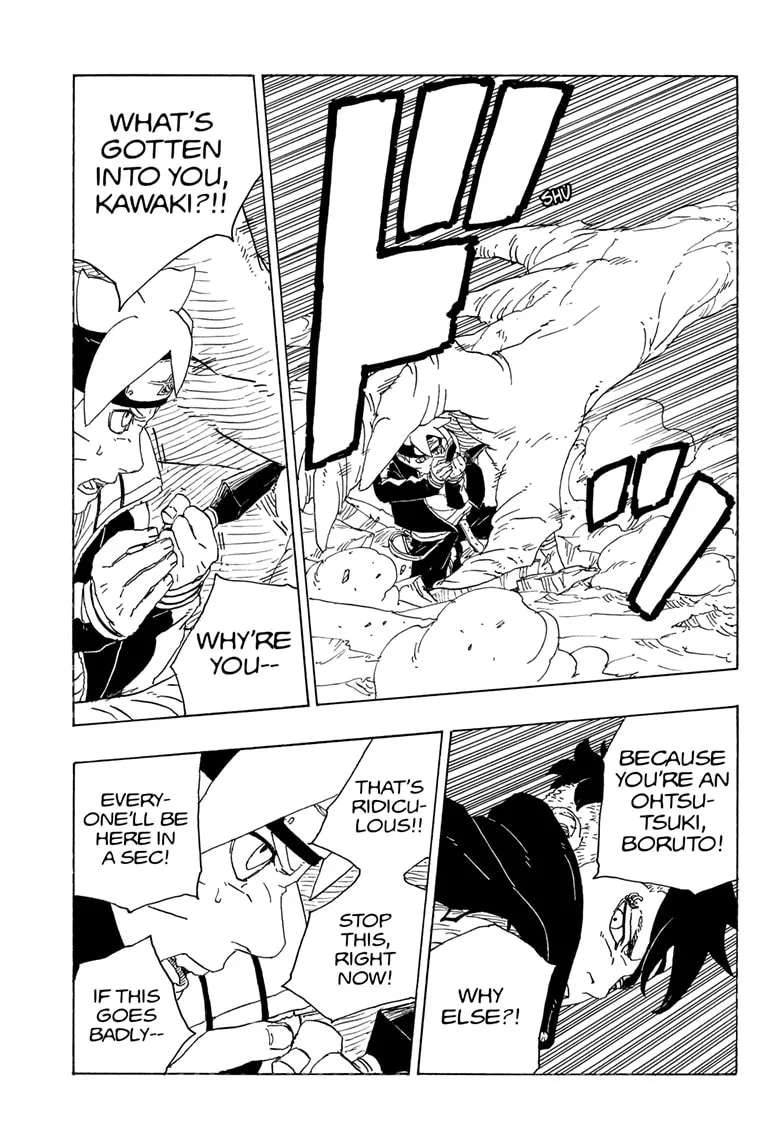 ドドッ
SHU
WHAT'S
GOTTEN
INTO YOU,
KAWAKI?!!
WHY'RE
YOU--
BECAUSE
YOU'RE AN
OHTSU-
TSUKI,
BORUTO!
WHY
ELSE?!
THAT'S
RIDICU-
LOUS!!
STOP
THIS,
RIGHT
NOW!
EVERY-
ONE'LL BE
HERE IN
A SEC!
IF THIS
GOES
BADLY--